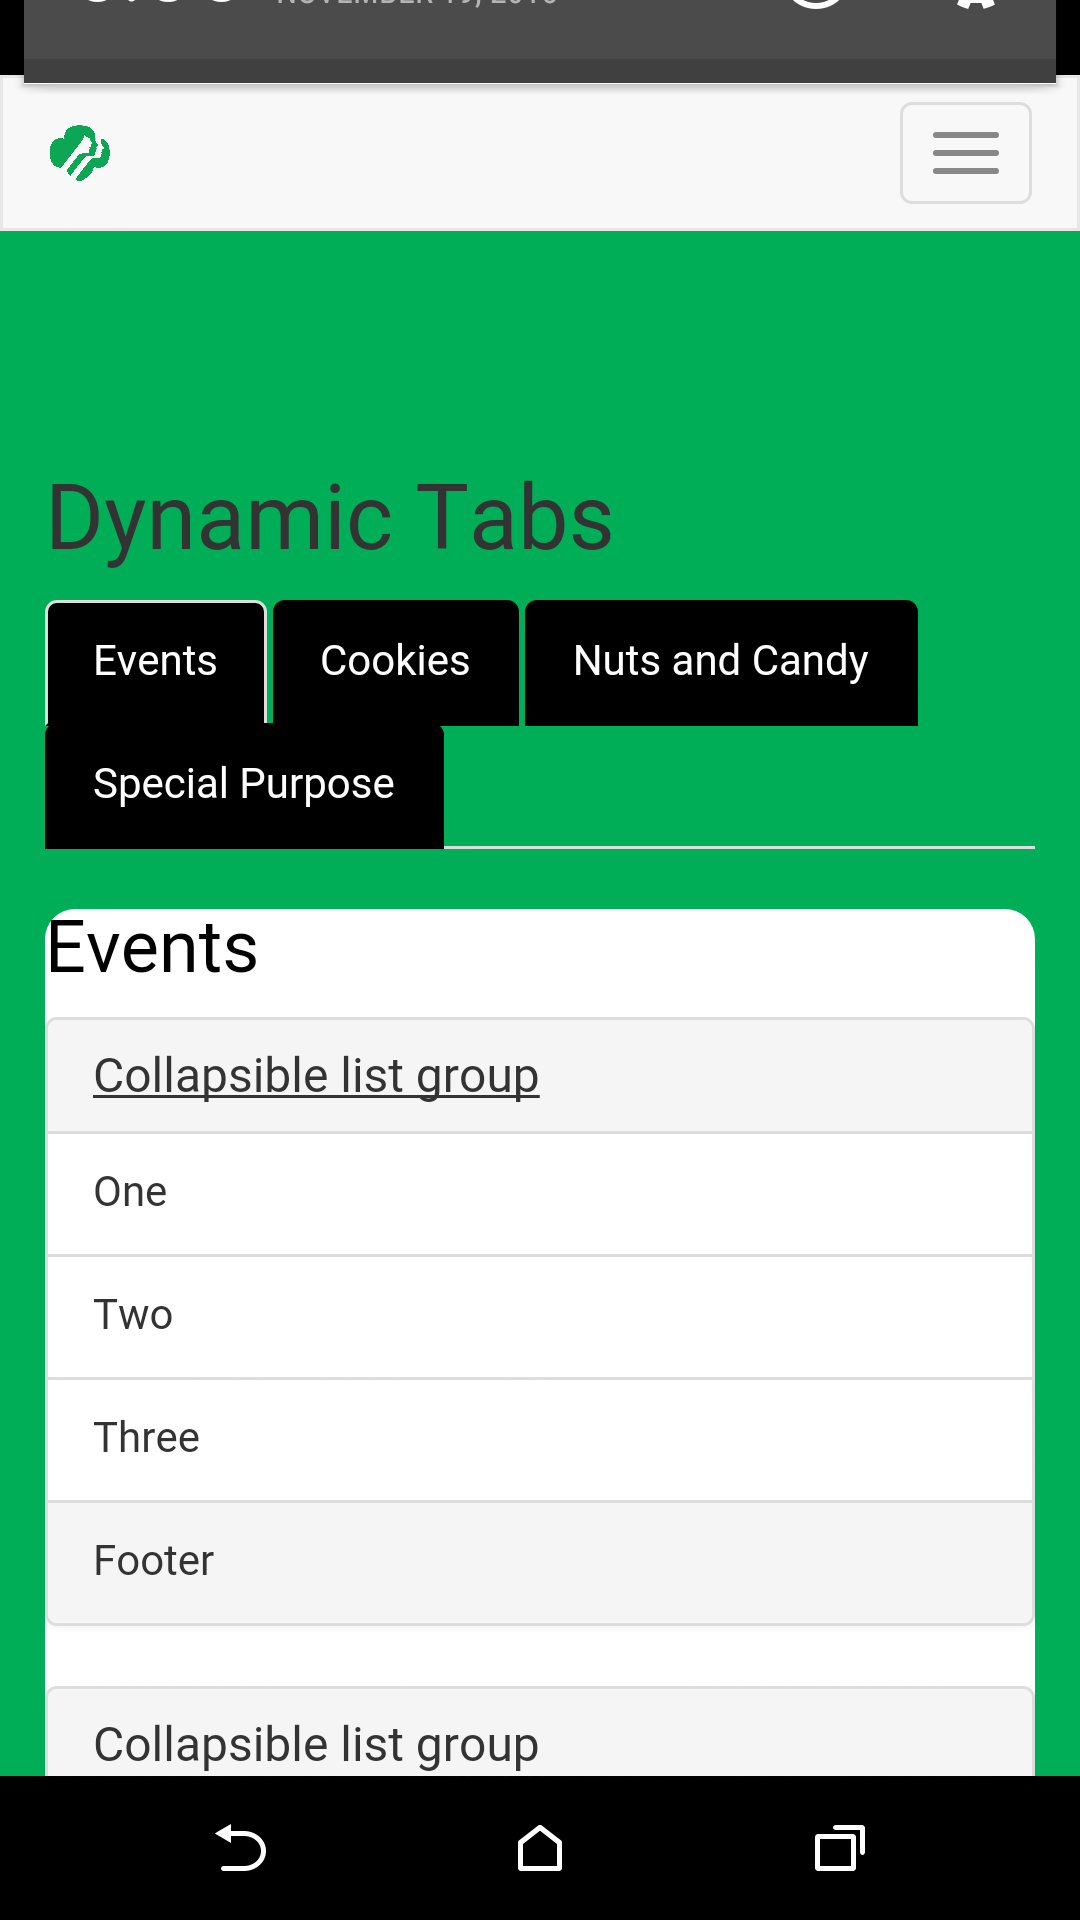 Dynamic Tabs
Events Cookies Nuts and Candy
Special Purpose
Events
Collapsible list group
One
Two
Three
Footer
Collapsible list group